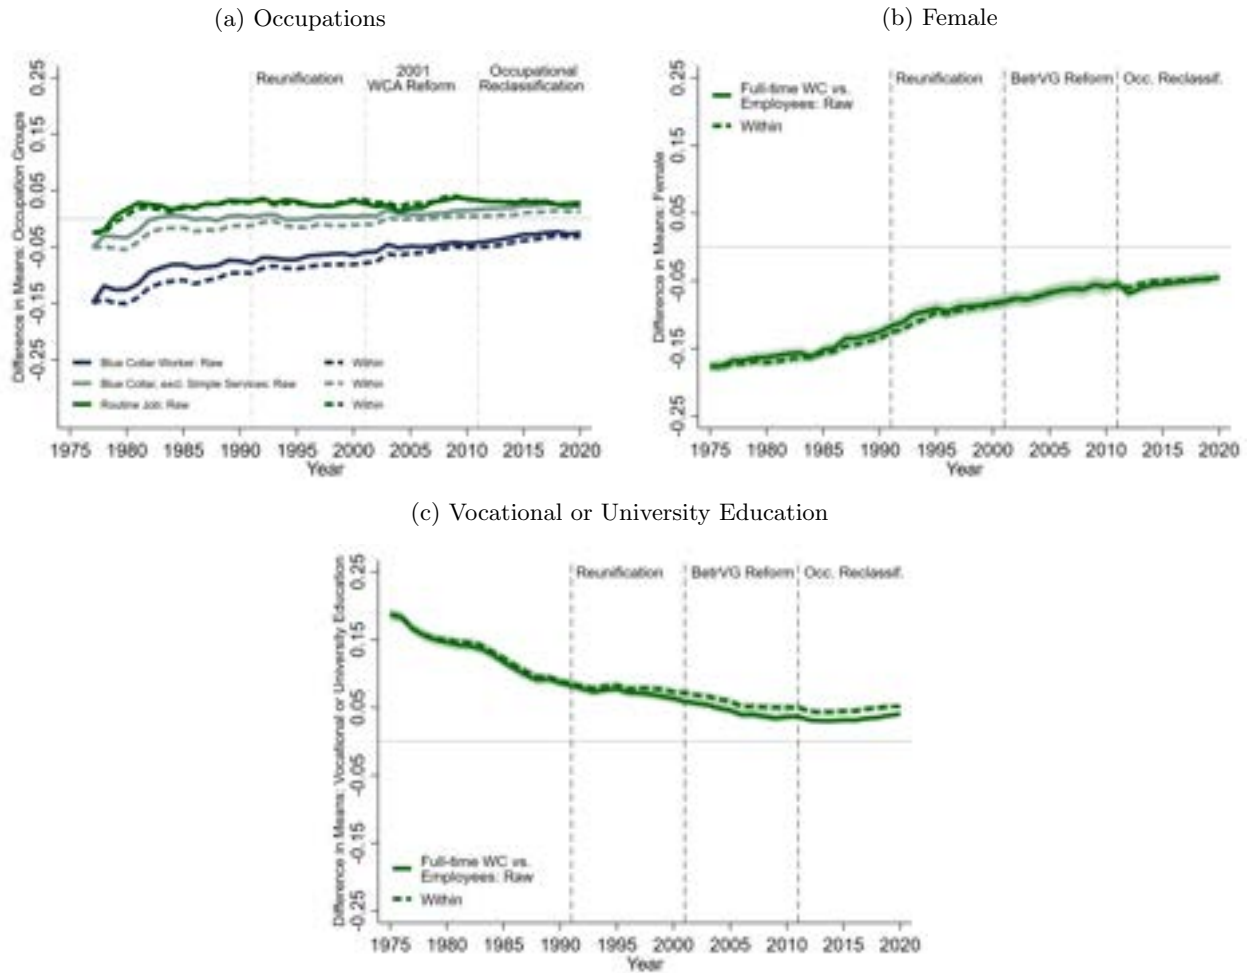 (a) Occupations
Difference in Means: Occupation Groups
0.25
0.15
0.05
-0.05
-0.15
-0.25
Reunification
2001
WCA Reform
Occupational
Reclassification
Blue Collar Worker: Raw
Within
Blue Collar, excl. Simple Services: Raw
Within
Routine Job: Raw
Within
1975 1980 1985 1990 1995 2000 2005 2010 2015 2020
Year
(b) Female
Difference in Means: Female
0.25
0.15
0.05
-0.05
-0.15
-0.25
Full-time WC vs.
Employees: Raw
Within
Reunification
BetrVG Reform
Occ. Reclassif.
1975 1980 1985 1990 1995 2000 2005 2010 2015 2020
Year
(c) Vocational or University Education
Difference in Means: Vocational or University Education
0.25
0.15
0.05
-0.05
-0.15
-0.25
Reunification
BetrVG Reform
Occ. Reclassif.
Full-time WC vs.
Employees: Raw
Within
1975 1980 1985 1990 1995 2000 2005 2010 2015 2020
Year